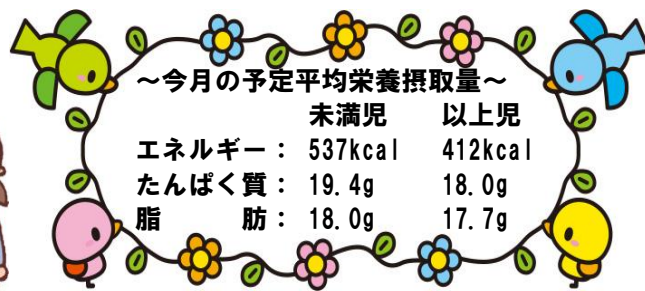 ～今月の予定平均栄養摂取量～
未満児 以上児
エネルギー： 537kcal 412kcal
たんぱく質： 19.4g 18.0g
脂 肪： 18.0g 17.7g